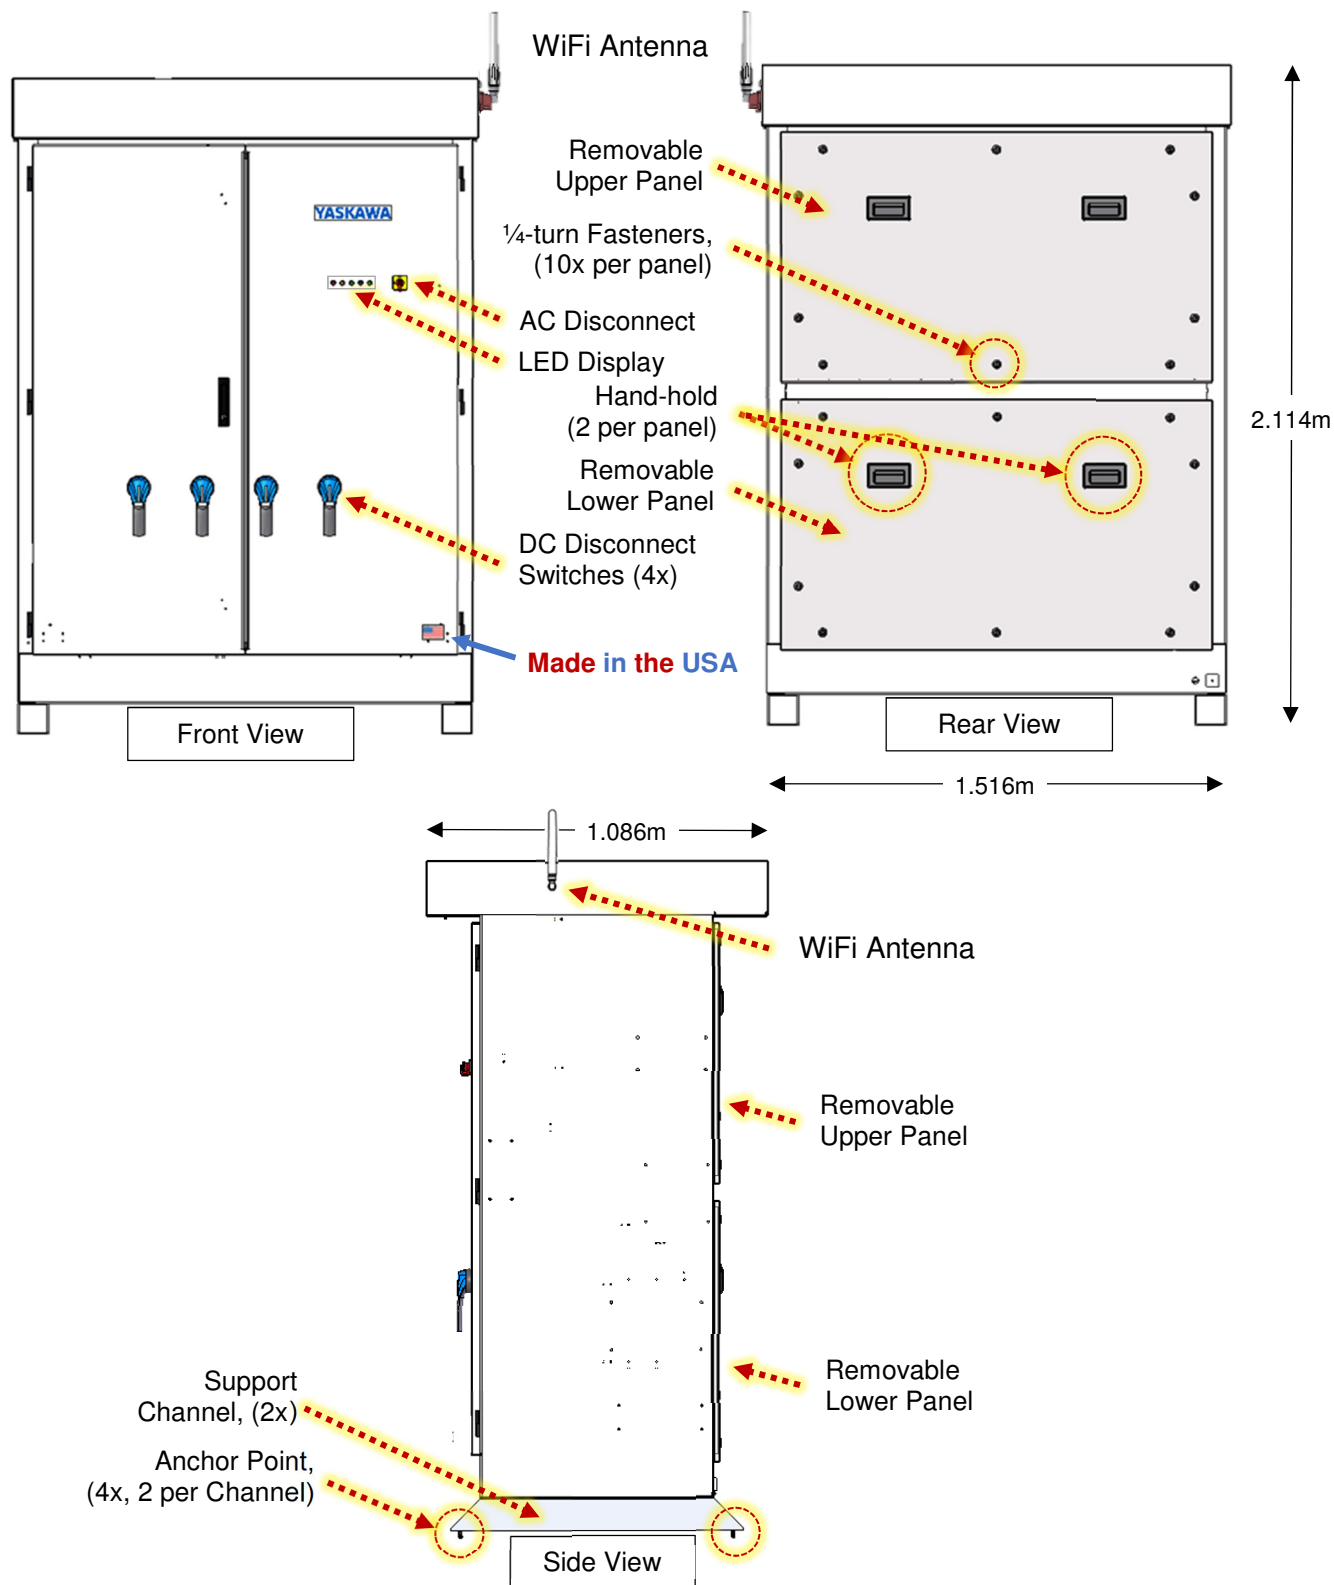 WiFi Antenna
YASKAWA
Removable
Upper Panel
¼-turn Fasteners,
(10x per panel)
AC Disconnect
LED Display
Hand-hold
(2 per panel)
Removable
Lower Panel
DC Disconnect
Switches (4x)
Made in the USA
2.114m
Front View
Rear View
1.516m
1.086m
WiFi Antenna
Removable
Upper Panel
Removable
Lower Panel
Support
Channel, (2x)
Anchor Point,
(4x, 2 per Channel)
Side View